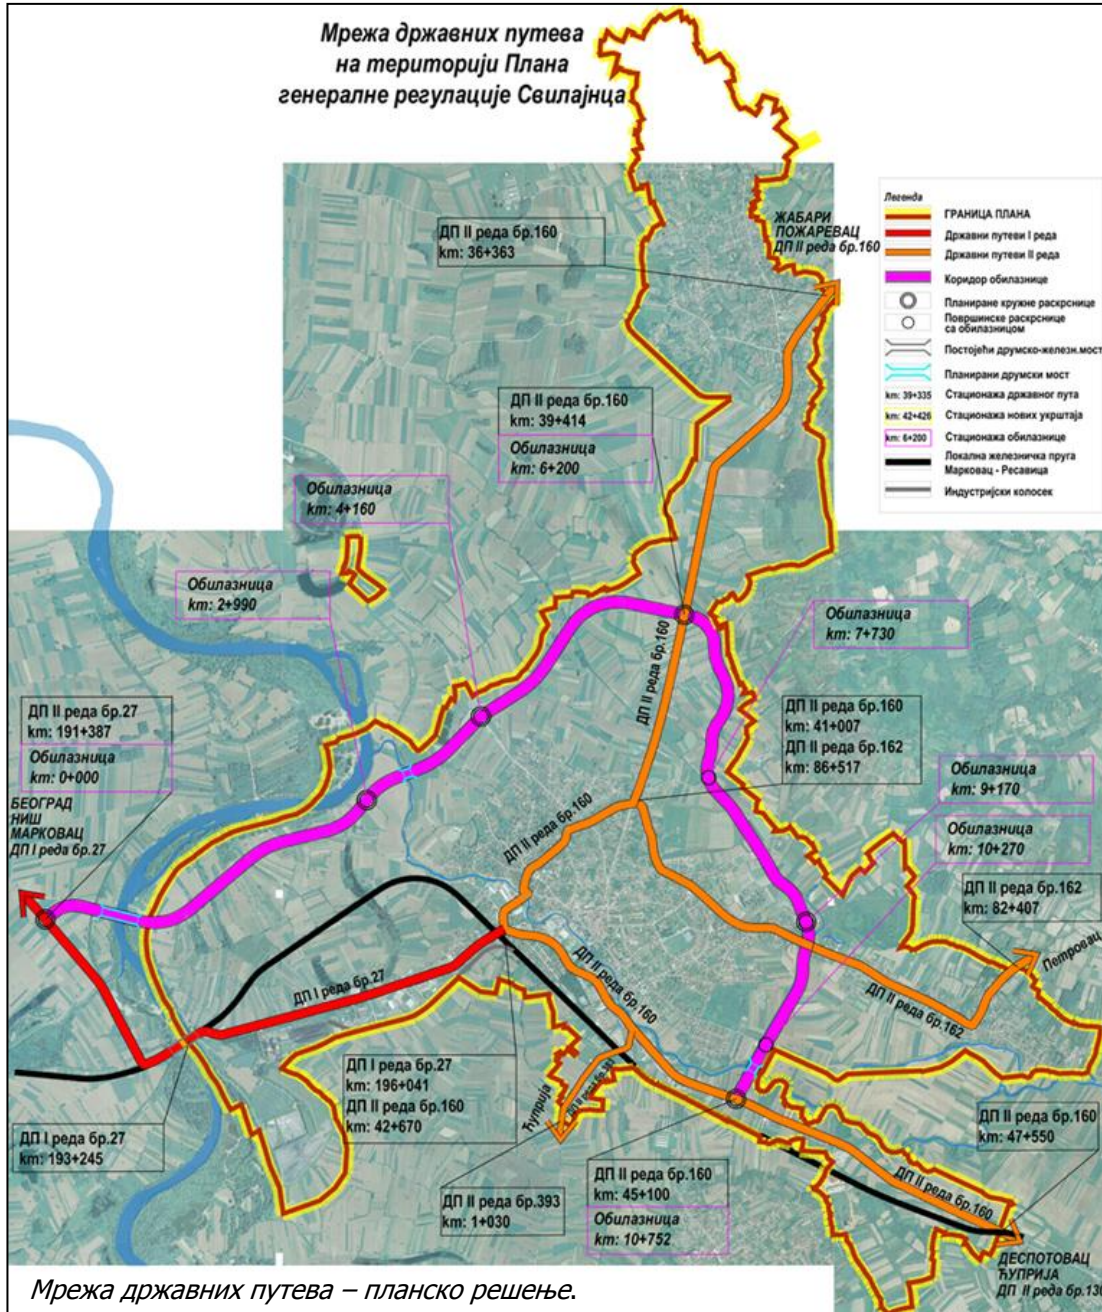 Мрежа државних путева
на територији Плана
генералне регулације Свилајнца
ДП II реда бр.160
km: 36+363
ЖАБАРИ
ПОЖАРЕВАЦ
ДП II реда бр.160
Легенда
ГРАНИЦА ПЛАНА
Државни путеви I реда
Државни путеви II реда
Коридор обилазнице
Планиране кружне раскрснице
Површинске раскрснице
са обилазницом
Постојећи друмско-железн.мост
Планирани друмски мост
km: 39+335 Стационажа државног пута
km: 42+426 Стационажа нових укрштаја
km: 6+200 Стационажа обилазнице
Локална железничка пруга
Марковац - Ресавица
Индустријски колосек
ДП II реда бр.160
km: 39+414
Обилазница
km: 6+200
Обилазница
km: 4+160
Обилазница
km: 2+990
Обилазница
km: 7+730
ДП II реда бр.160
ДП II реда бр.27
km: 191+387
Обилазница
km: 0+000
ДП II реда бр.160
km: 41+007
ДП II реда бр.162
km: 86+517
Обилазница
km: 9+170
Обилазница
km: 10+270
БЕОГРАД
НИШ
МАРКОВАЦ
ДП I реда бр.27
ДП II реда бр.160
ДП II реда бр.162
km: 82+407
Петровац
ДП I реда бр.27
ДП II реда бр.160
ДП II реда бр.162
ДП I реда бр.27
km: 196+041
ДП II реда бр.160
km: 42+670
Ћуприја
ДП II реда бр.393
ДП I реда бр.27
km: 193+245
ДП II реда бр.160
km: 47+550
ДП II реда бр.393
km: 1+030
ДП II реда бр.160
km: 45+100
Обилазница
km: 10+752
ДП II реда бр.160
ДЕСПОТОВАЦ
ЋУПРИЈА
ДП II реда бр.130
Мрежа државних путева – планско решење.